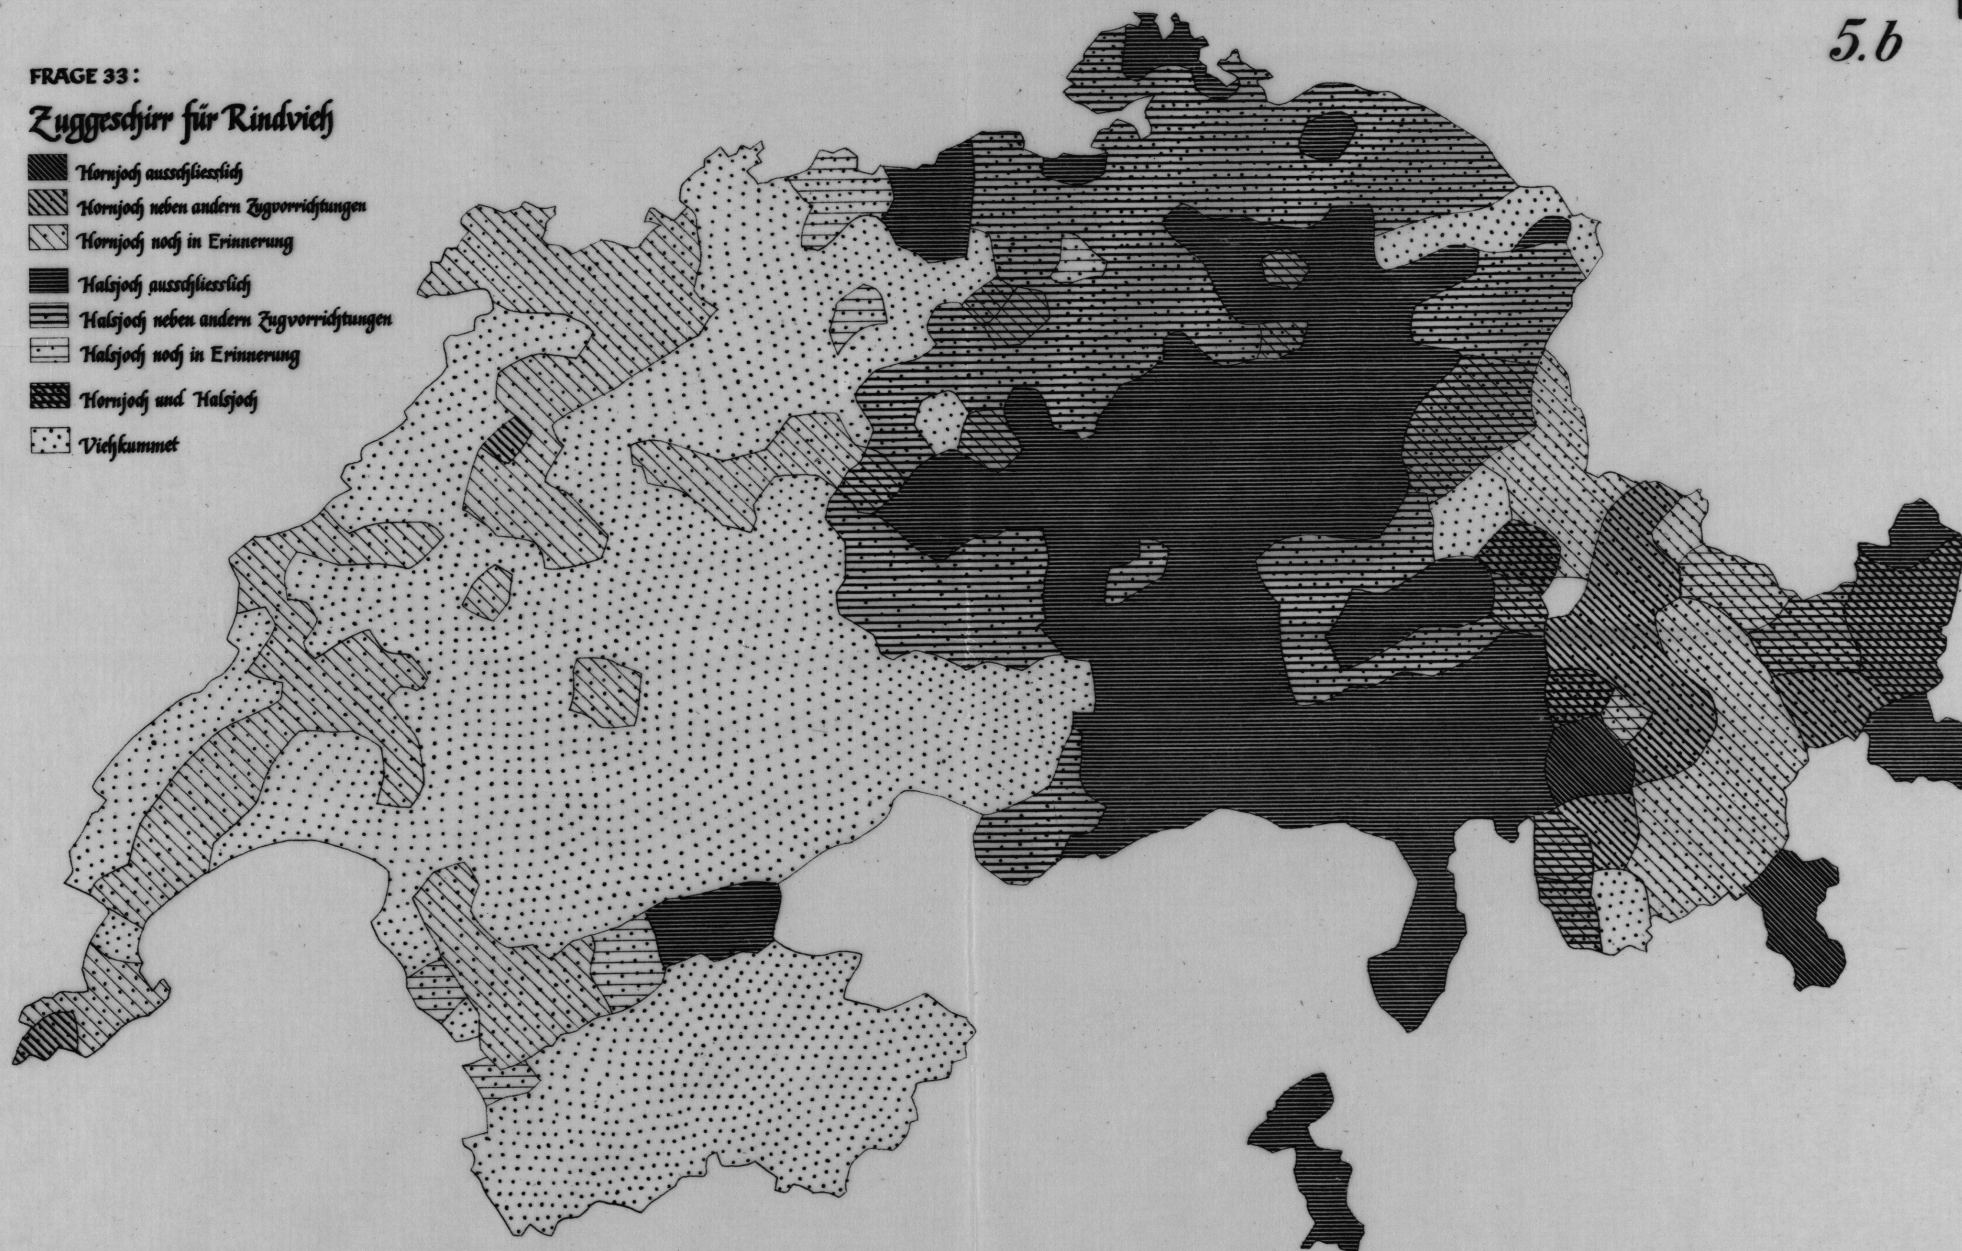 5.b
FRAGE 33:
Zuggeschirr für Rindvieh
Hornjoch ausschliesslich
Hornjoch neben andern Zugvorrichtungen
Hornjoch noch in Erinnerung
Halsjoch ausschliesslich
Halsjoch neben andern Zugvorrichtungen
Halsjoch noch in Erinnerung
Hornjoch und Halsjoch
Viehkummet